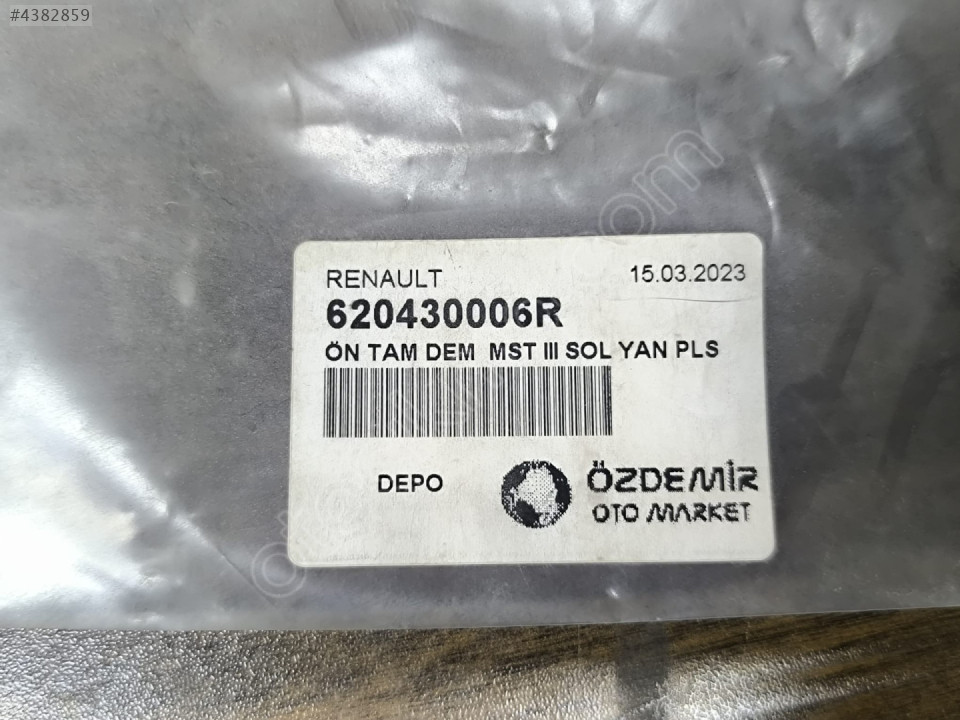 #4382859
RENAULT
15.03.2023
620430006R
ÖN TAM DEM MST III SOL YAN PLS
DEPO
ÖZDEMİR
OTO MARKET